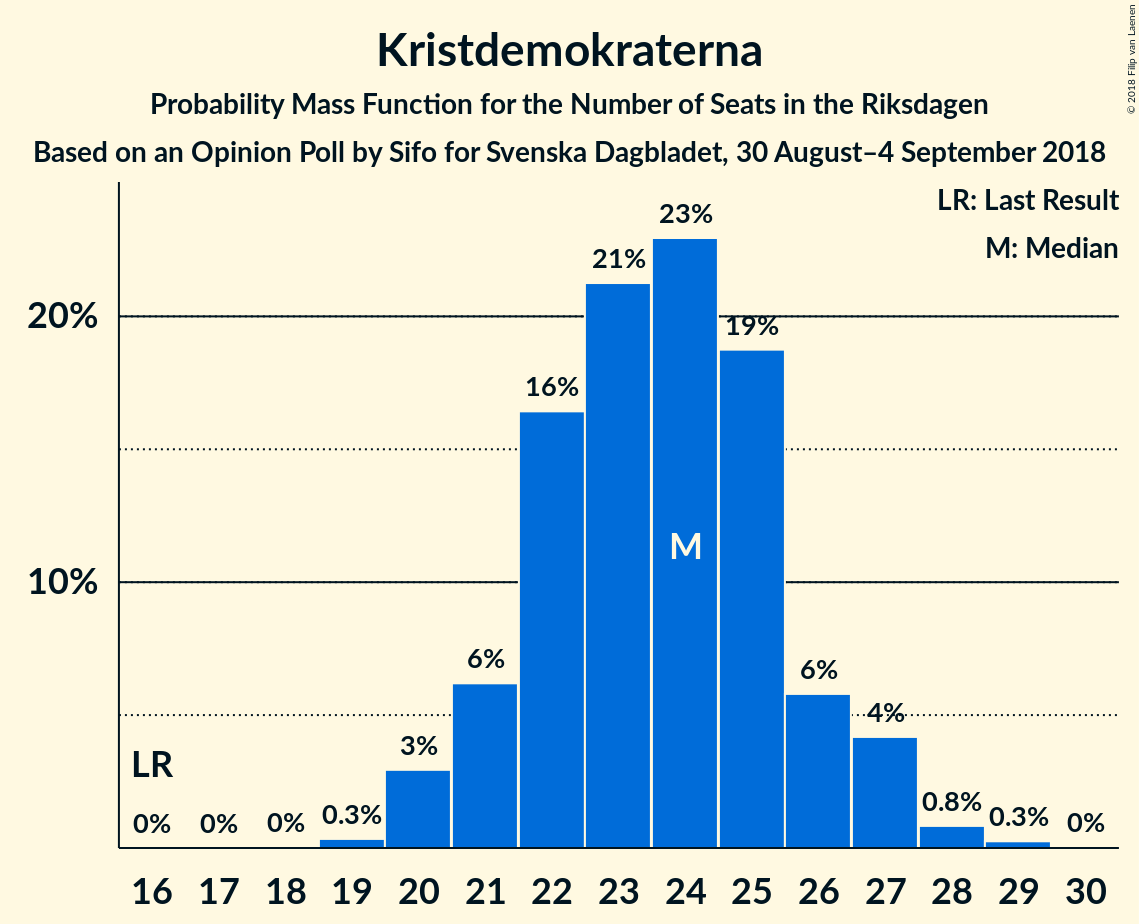 Kristdemokraterna
Probability Mass Function for the Number of Seats in the Riksdagen
Based on an Opinion Poll by Sifo for Svenska Dagbladet, 30 August–4 September 2018
© 2018 Filip van Laenen
LR: Last Result
M: Median
20%
10%
0%
0%
0%
0.3%
3%
6%
16%
21%
23%
19%
6%
4%
0.8%
0.3%
0%
LR
M
16 17 18 19 20 21 22 23 24 25 26 27 28 29 30